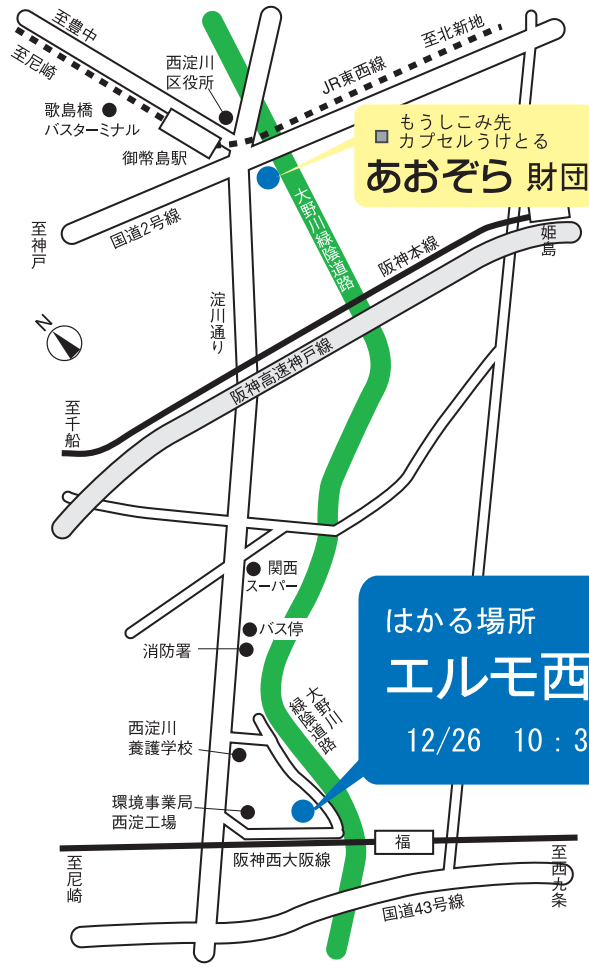 至豊中
至尼崎
西淀川
区役所
JR東西線
至北新地
歌島橋
バスターミナル
御幣島駅
もうしこみ先
カプセルうけとる
あおぞら 財団
国道2号線
至神戸
大野川緑陰道路
阪神本線
姫島
淀川通り
N
阪神高速神戸線
至千船
関西
スーパー
バス停
消防署
はかる場所
エルモ西
12/26 10：3
大野川
緑陰道路
西淀川
養護学校
環境事業局
西淀工場
福
阪神西大阪線
至尼崎
至西九条
国道43号線